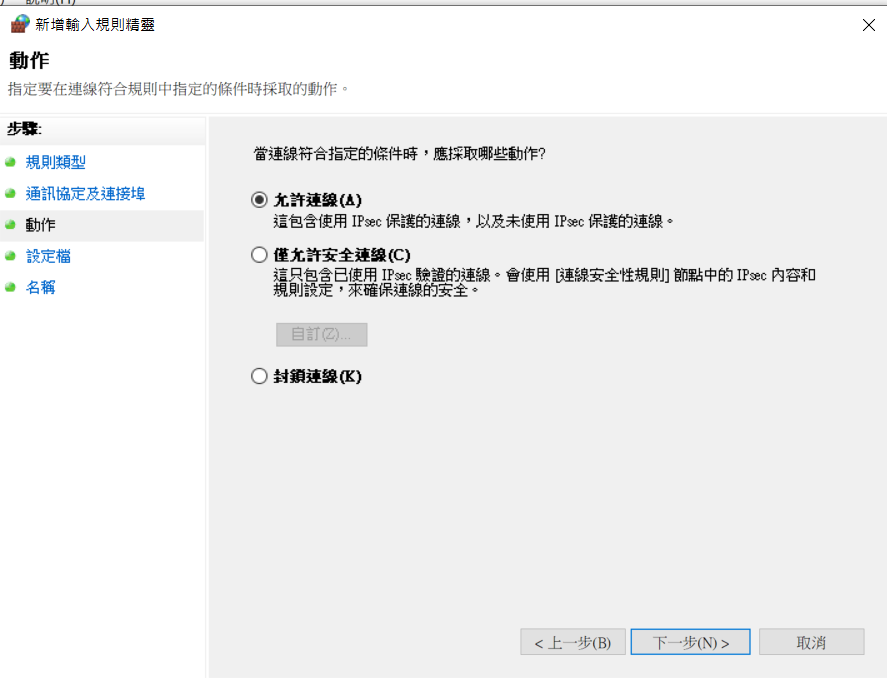 說明(H)
新增輸入規則精靈
動作
指定要在連線符合規則中指定的條件時採取的動作。
步驟:
規則類型
通訊協定及連接埠
動作
設定檔
名稱
當連線符合指定的條件時，應採取哪些動作?
允許連線(A)
這包含使用 IPsec 保護的連線，以及未使用 IPsec 保護的連線。
僅允許安全連線(C)
這只包含已使用 IPsec 驗證的連線。會使用 [連線安全性規則] 節點中的 IPsec 內容和
規則設定，來確保連線的安全。
自訂(Z)...
封鎖連線(K)
< 上一步(B)
下一步(N) >
取消